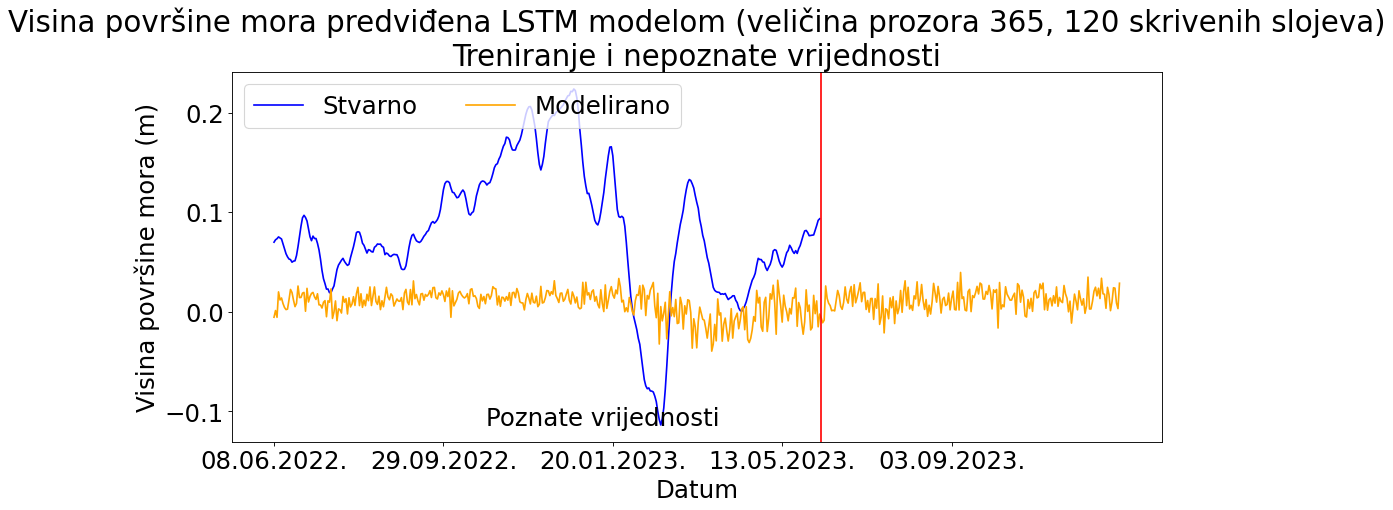 Visina površine mora predviđena LSTM modelom (veličina prozora 365, 120 skrivenih slojeva)
Treniranje i nepoznate vrijednosti
Stvarno Modelirano
Visina površine mora (m)
0.2
0.1
0.0
−0.1
Poznate vrijednosti
08.06.2022. 29.09.2022. 20.01.2023. 13.05.2023. 03.09.2023.
Datum